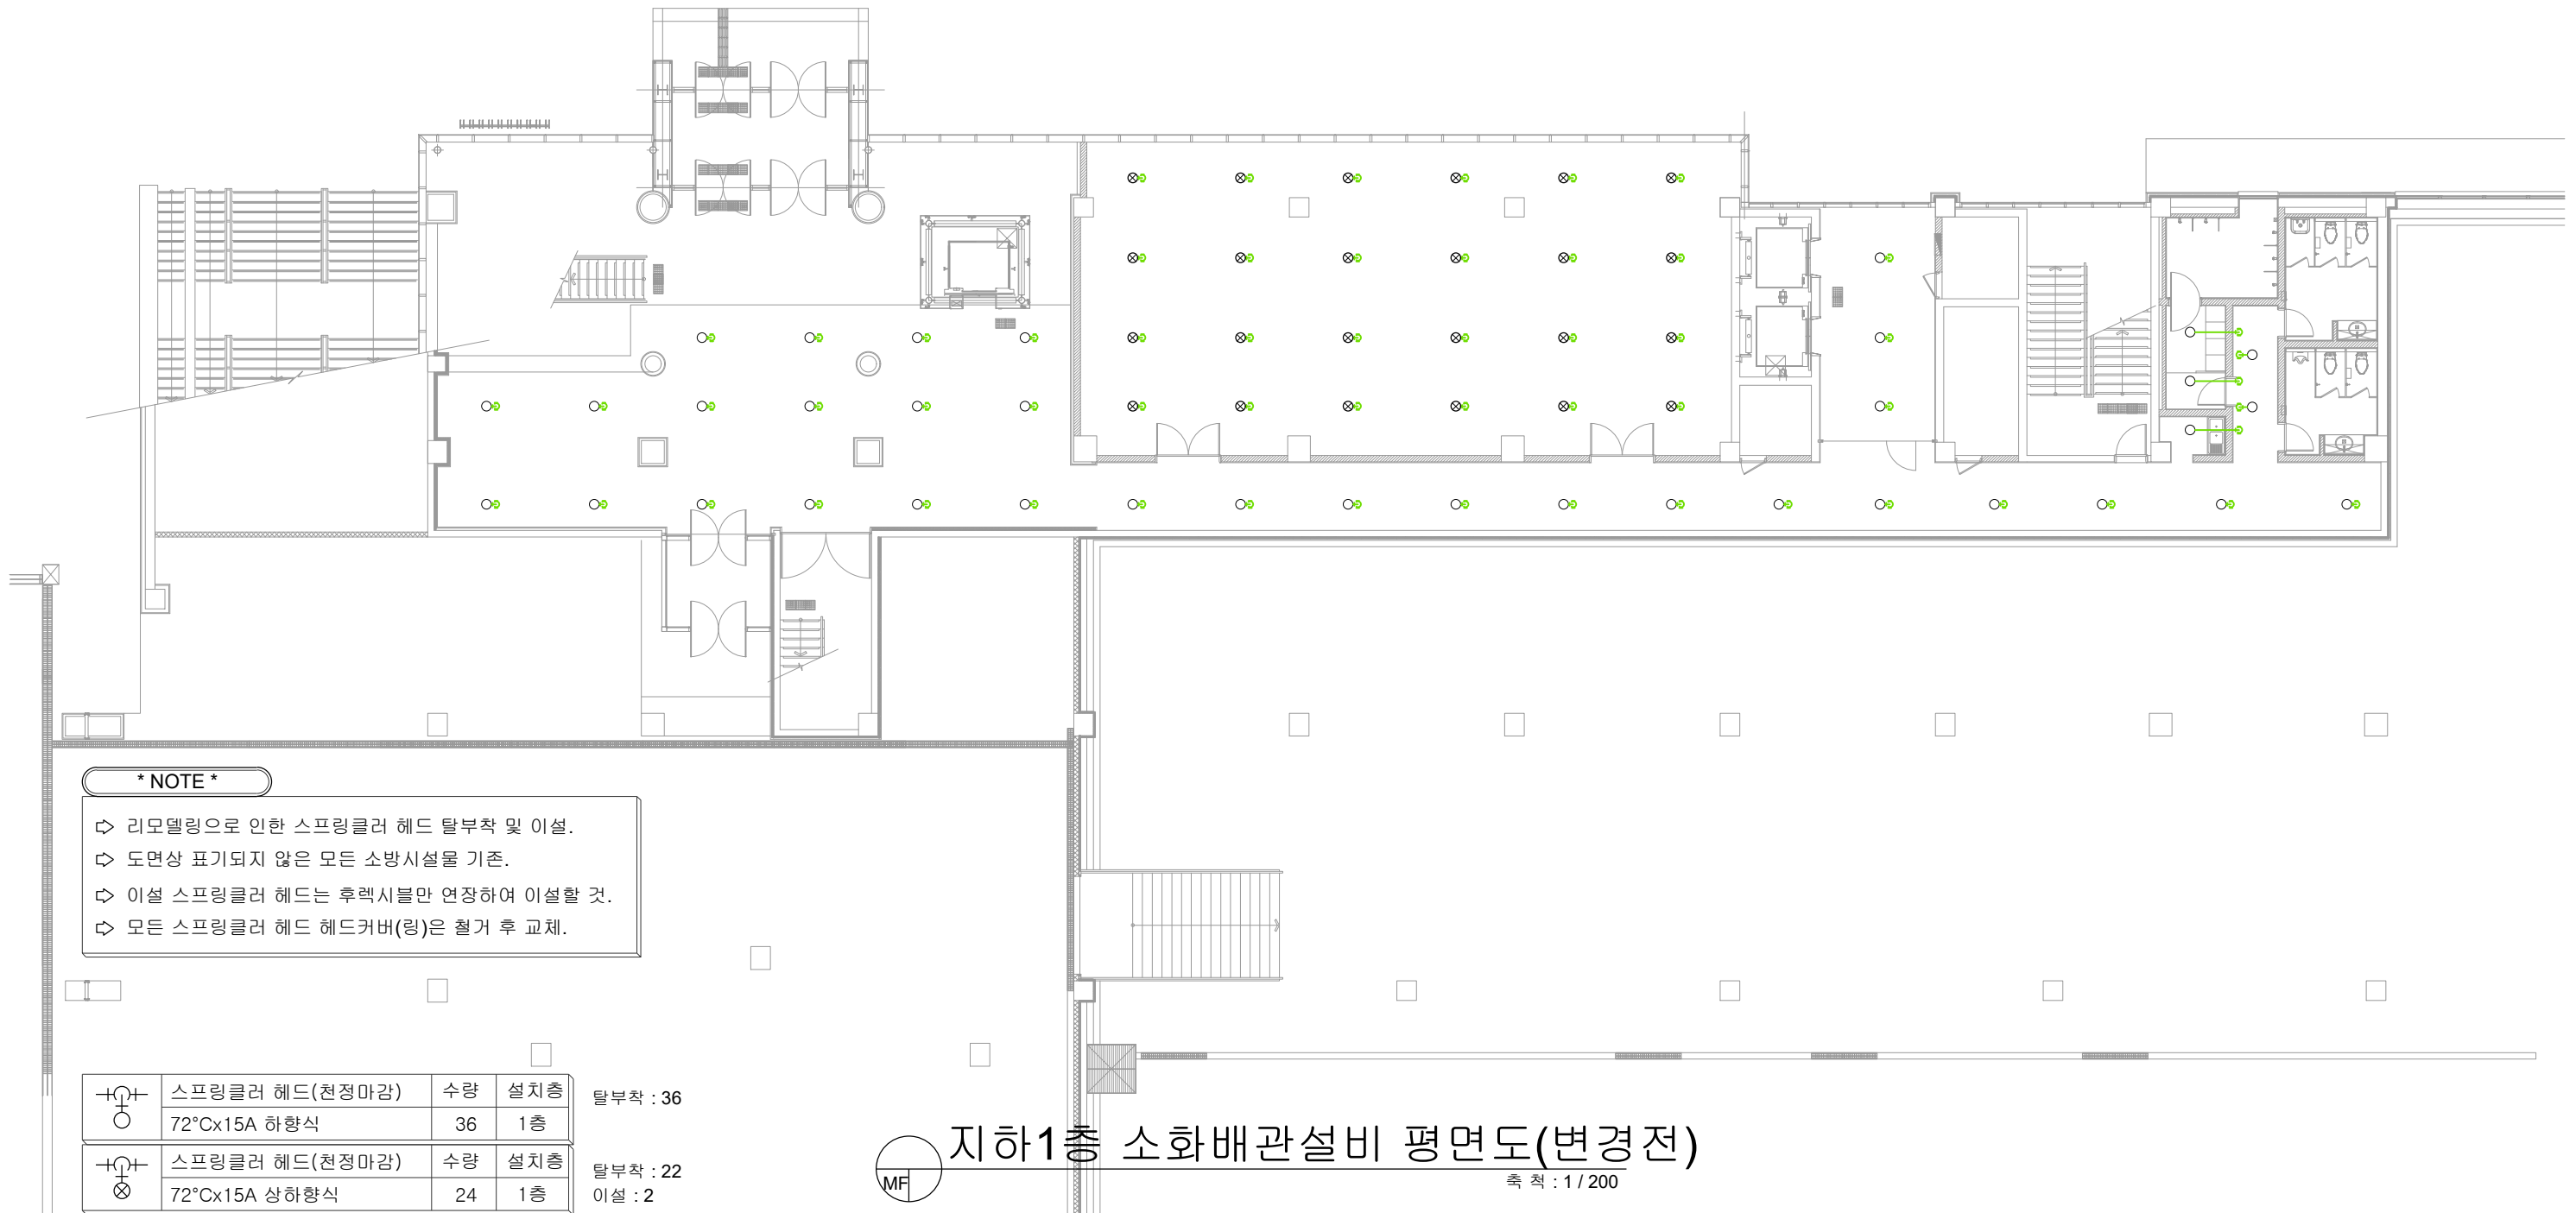 * NOTE *
리모델링으로 인한 스프링클러 헤드 탈부착 및 이설.
도면상 표기되지 않은 모든 소방시설물 기존.
이설 스프링클러 헤드는 후렉시블만 연장하여 이설할 것.
모든 스프링클러 헤드 헤드커버(링)은 철거 후 교체.
스프링클러 헤드(천정마감) 수량 설치층
72°Cx15A 하향식 36 1층
탈부착 : 36
스프링클러 헤드(천정마감) 수량 설치층
72°Cx15A 상하향식 24 1층
탈부착 : 22
이설 : 2
MF
지하1층 소화배관설비 평면도(변경전)
축 척 : 1 / 200